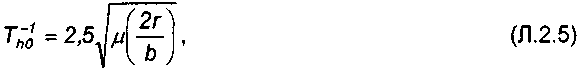 T_{h0}^{-1} = 2,5\sqrt{\mu\left(\frac{2r}{b}\right)}, (Л.2.5)